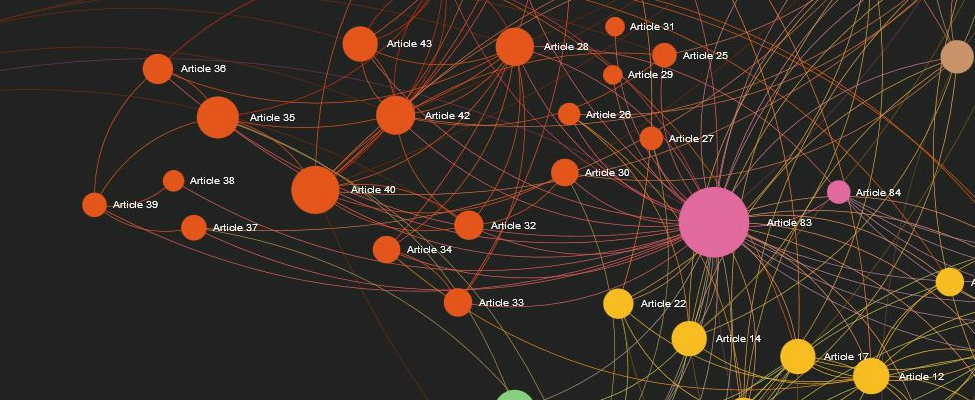 Article 31
Article 43
Article 28
Article 25
Article 36
Article 29
Article 26
Article 42
Article 35
Article 27
Article 30
Article 38
Article 40
Article 84
Article 39
Article 83
Article 32
Article 37
Article 34
Article 33
Article 22
Article 14
Article 17
Article 12